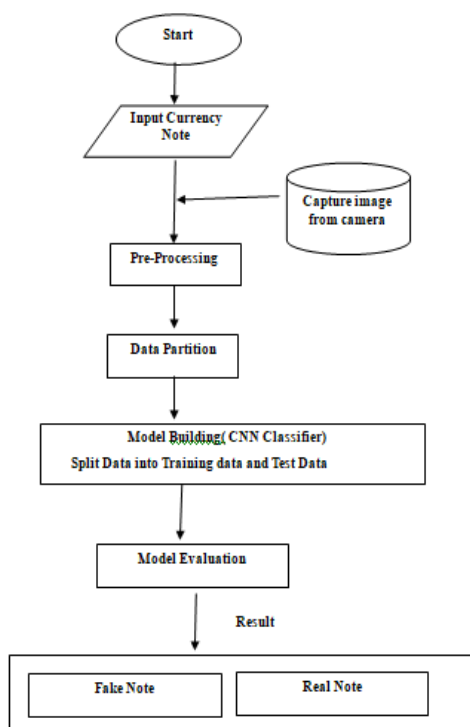 Start
Input Currency
Note
Capture image
from camera
Pre-Processing
Data Partition
Model Building( CNN Classifier)
Split Data into Training data and Test Data
Model Evaluation
Result
Fake Note
Real Note